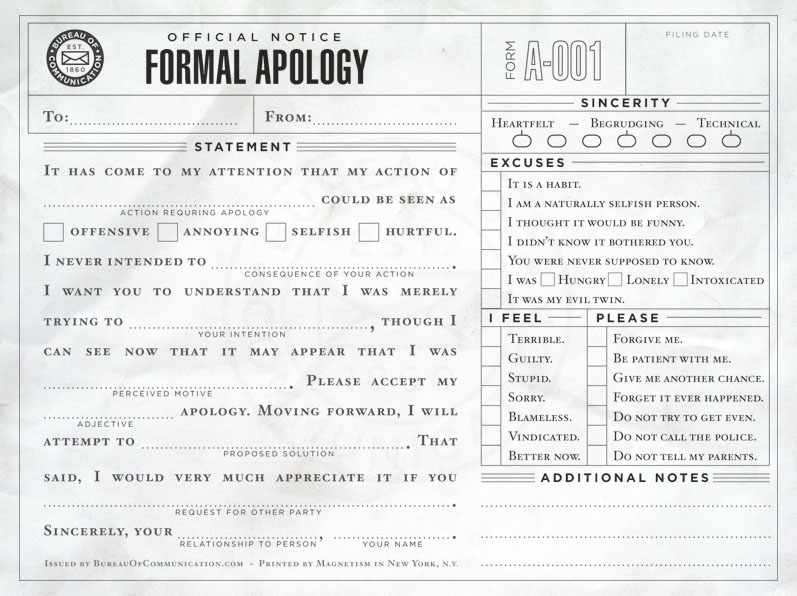 BUREAU OF COMMUNICATION
EST.
1860
OFFICIAL NOTICE
FORMAL APOLOGY
FORM
A-001
FILING DATE
To:
From:
STATEMENT
It has come to my attention that my action of
ACTION REQURING APOLOGY
could be seen as
offensive annoying selfish hurtful.
I never intended to .
CONSEQUENCE OF YOUR ACTION
I want you to understand that I was merely
trying to , though I
YOUR INTENTION
can see now that it may appear that I was
. Please accept my
PERCEIVED MOTIVE
apology. Moving forward, I will
ADJECTIVE
attempt to . That
PROPOSED SOLUTION
said, I would very much appreciate it if you
.
REQUEST FOR OTHER PARTY
Sincerely, your , .
RELATIONSHIP TO PERSON YOUR NAME
Issued by BureauOfCommunication.com - Printed by Magnetism in New York, N.Y.
SINCERITY
Heartfelt — Begrudging — Technical
EXCUSES
It is a habit.
I am a naturally selfish person.
I thought it would be funny.
I didn't know it bothered you.
You were never supposed to know.
I was Hungry Lonely Intoxicated
It was my evil twin.
I FEEL
Terrible.
Guilty.
Stupid.
Sorry.
Blameless.
Vindicated.
Better now.
PLEASE
Forgive me.
Be patient with me.
Give me another chance.
Forget it ever happened.
Do not try to get even.
Do not call the police.
Do not tell my parents.
ADDITIONAL NOTES